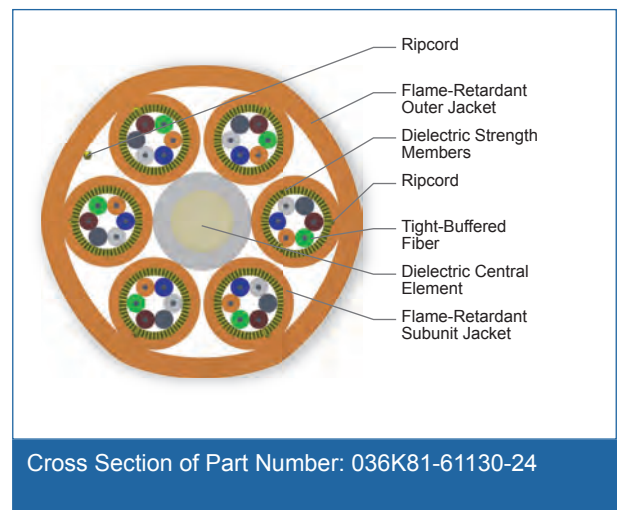 Ripcord
Flame-Retardant
Outer Jacket
Dielectric Strength
Members
Ripcord
Tight-Buffered
Fiber
Dielectric Central
Element
Flame-Retardant
Subunit Jacket
Cross Section of Part Number: 036K81-61130-24